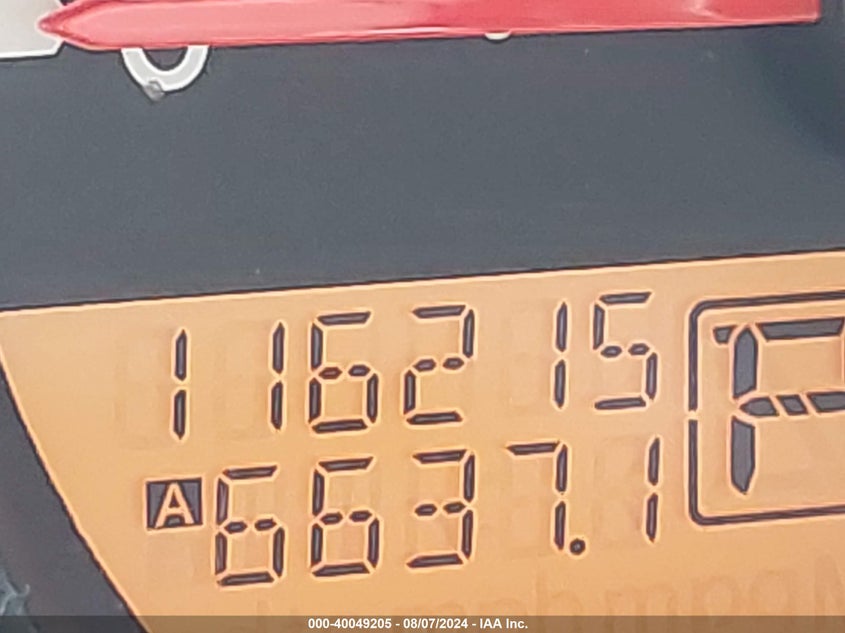 116215
A 6637.1
P
000-40049205 - 08/07/2024 - IAA Inc.